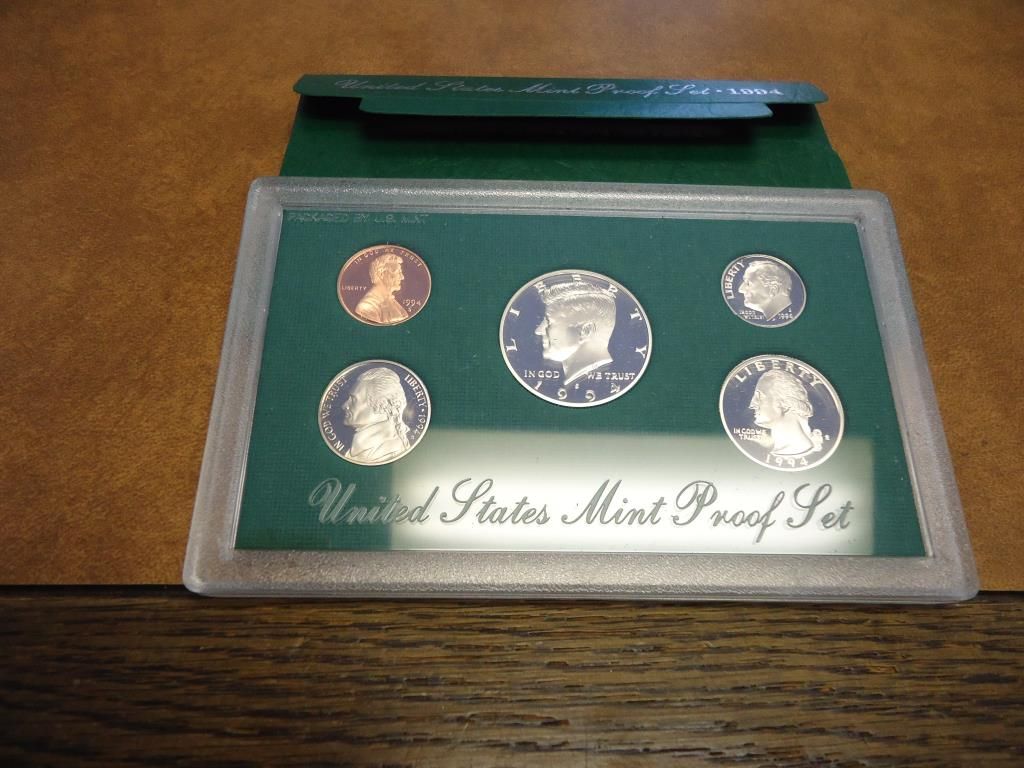 United States Mint Proof Set • 1994
PACKAGED BY U.S. MINT
IN GOD WE TRUST
LIBERTY
1994
S
LIBERTY
IN GOD WE TRUST
S
1994
LIBERTY
IN GOD
WE TRUST
S
1994
IN GOD WE TRUST
LIBERTY • 1994
S
LIBERTY
IN GOD WE
TRUST
S
1994
United States Mint Proof Set